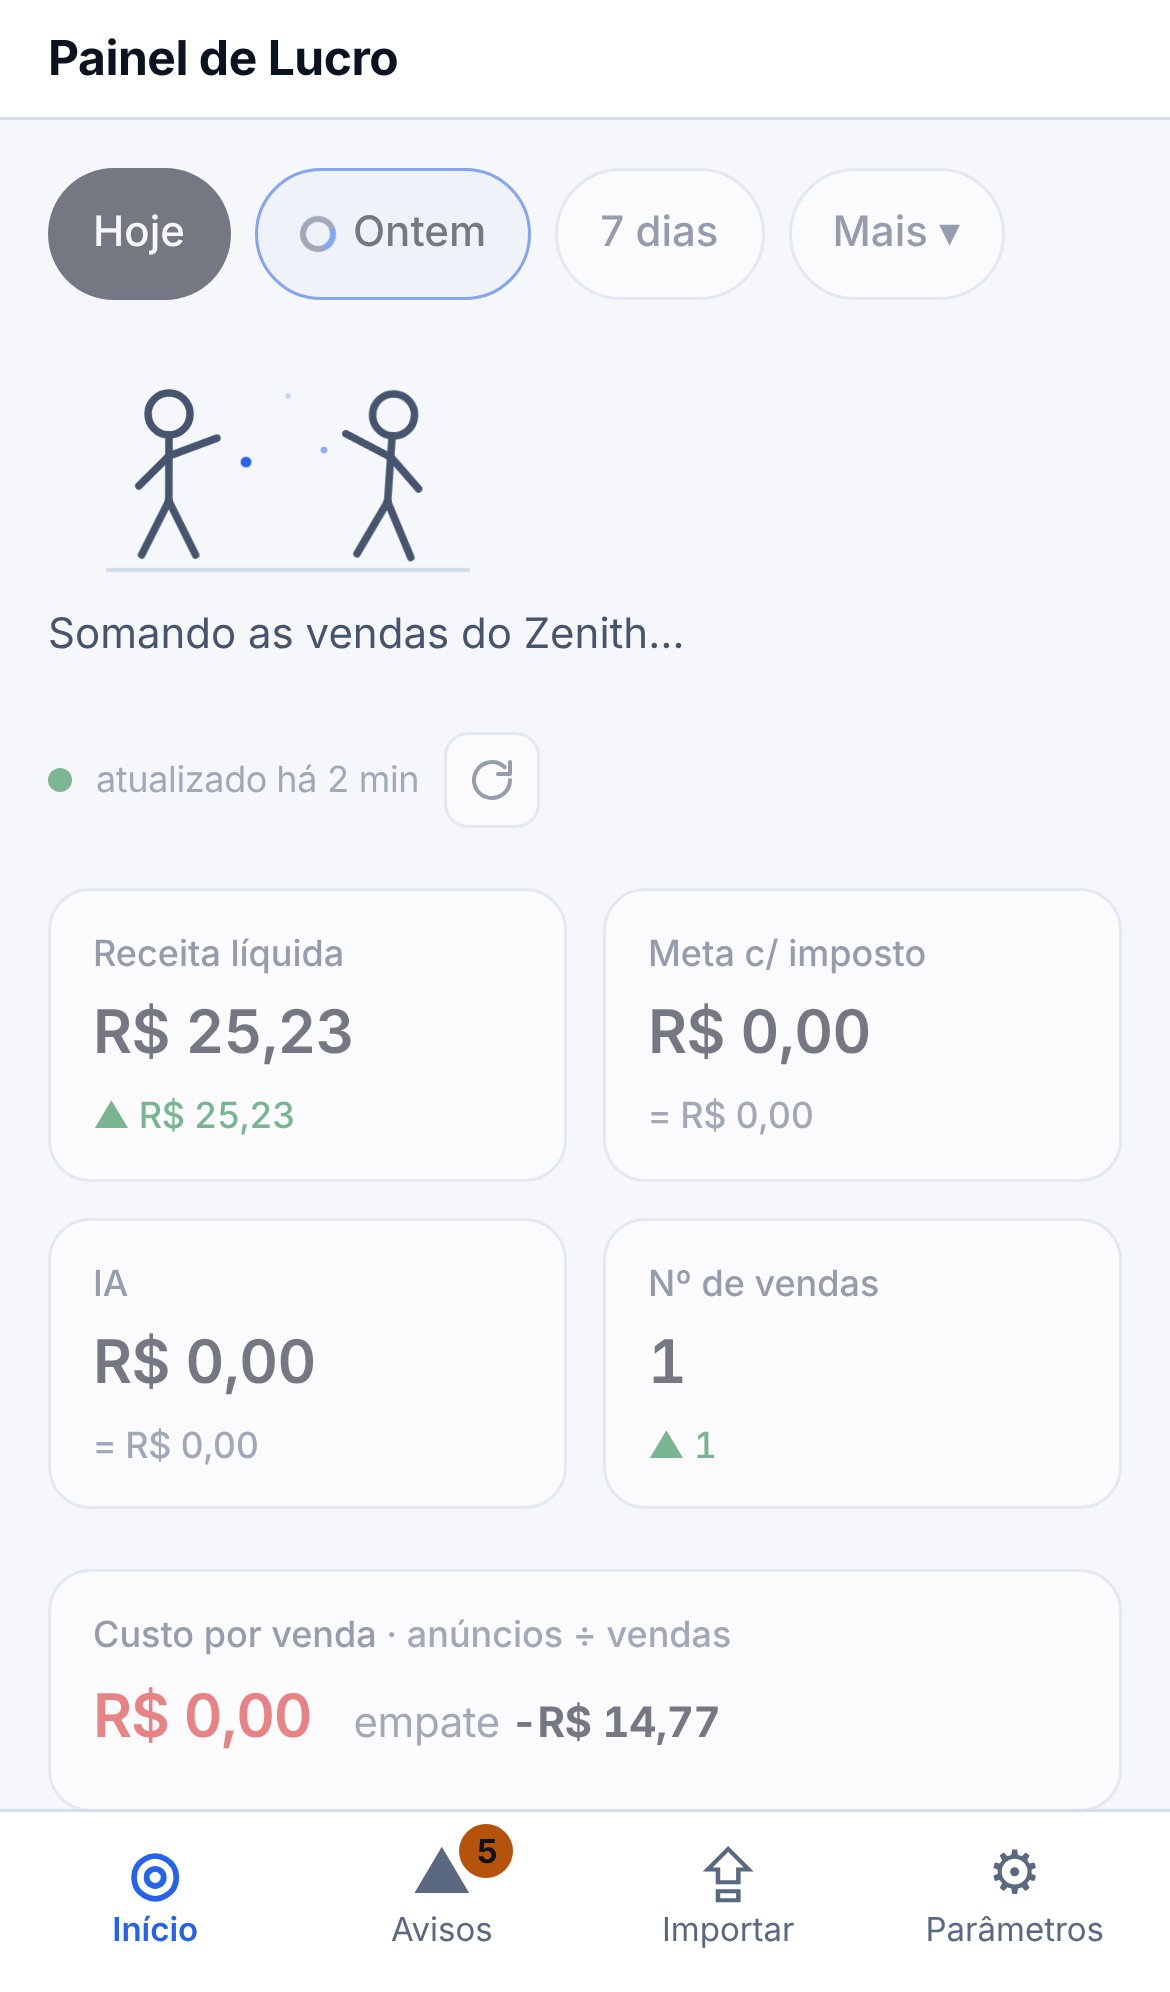 Painel de Lucro
Hoje
Ontem
7 dias
Mais ▾
Somando as vendas do Zenith...
atualizado há 2 min
Receita líquida
R$ 25,23
▲ R$ 25,23
Meta c/ imposto
R$ 0,00
= R$ 0,00
IA
R$ 0,00
= R$ 0,00
Nº de vendas
1
▲ 1
Custo por venda · anúncios ÷ vendas
R$ 0,00 empate -R$ 14,77
5
Início
Avisos
Importar
Parâmetros